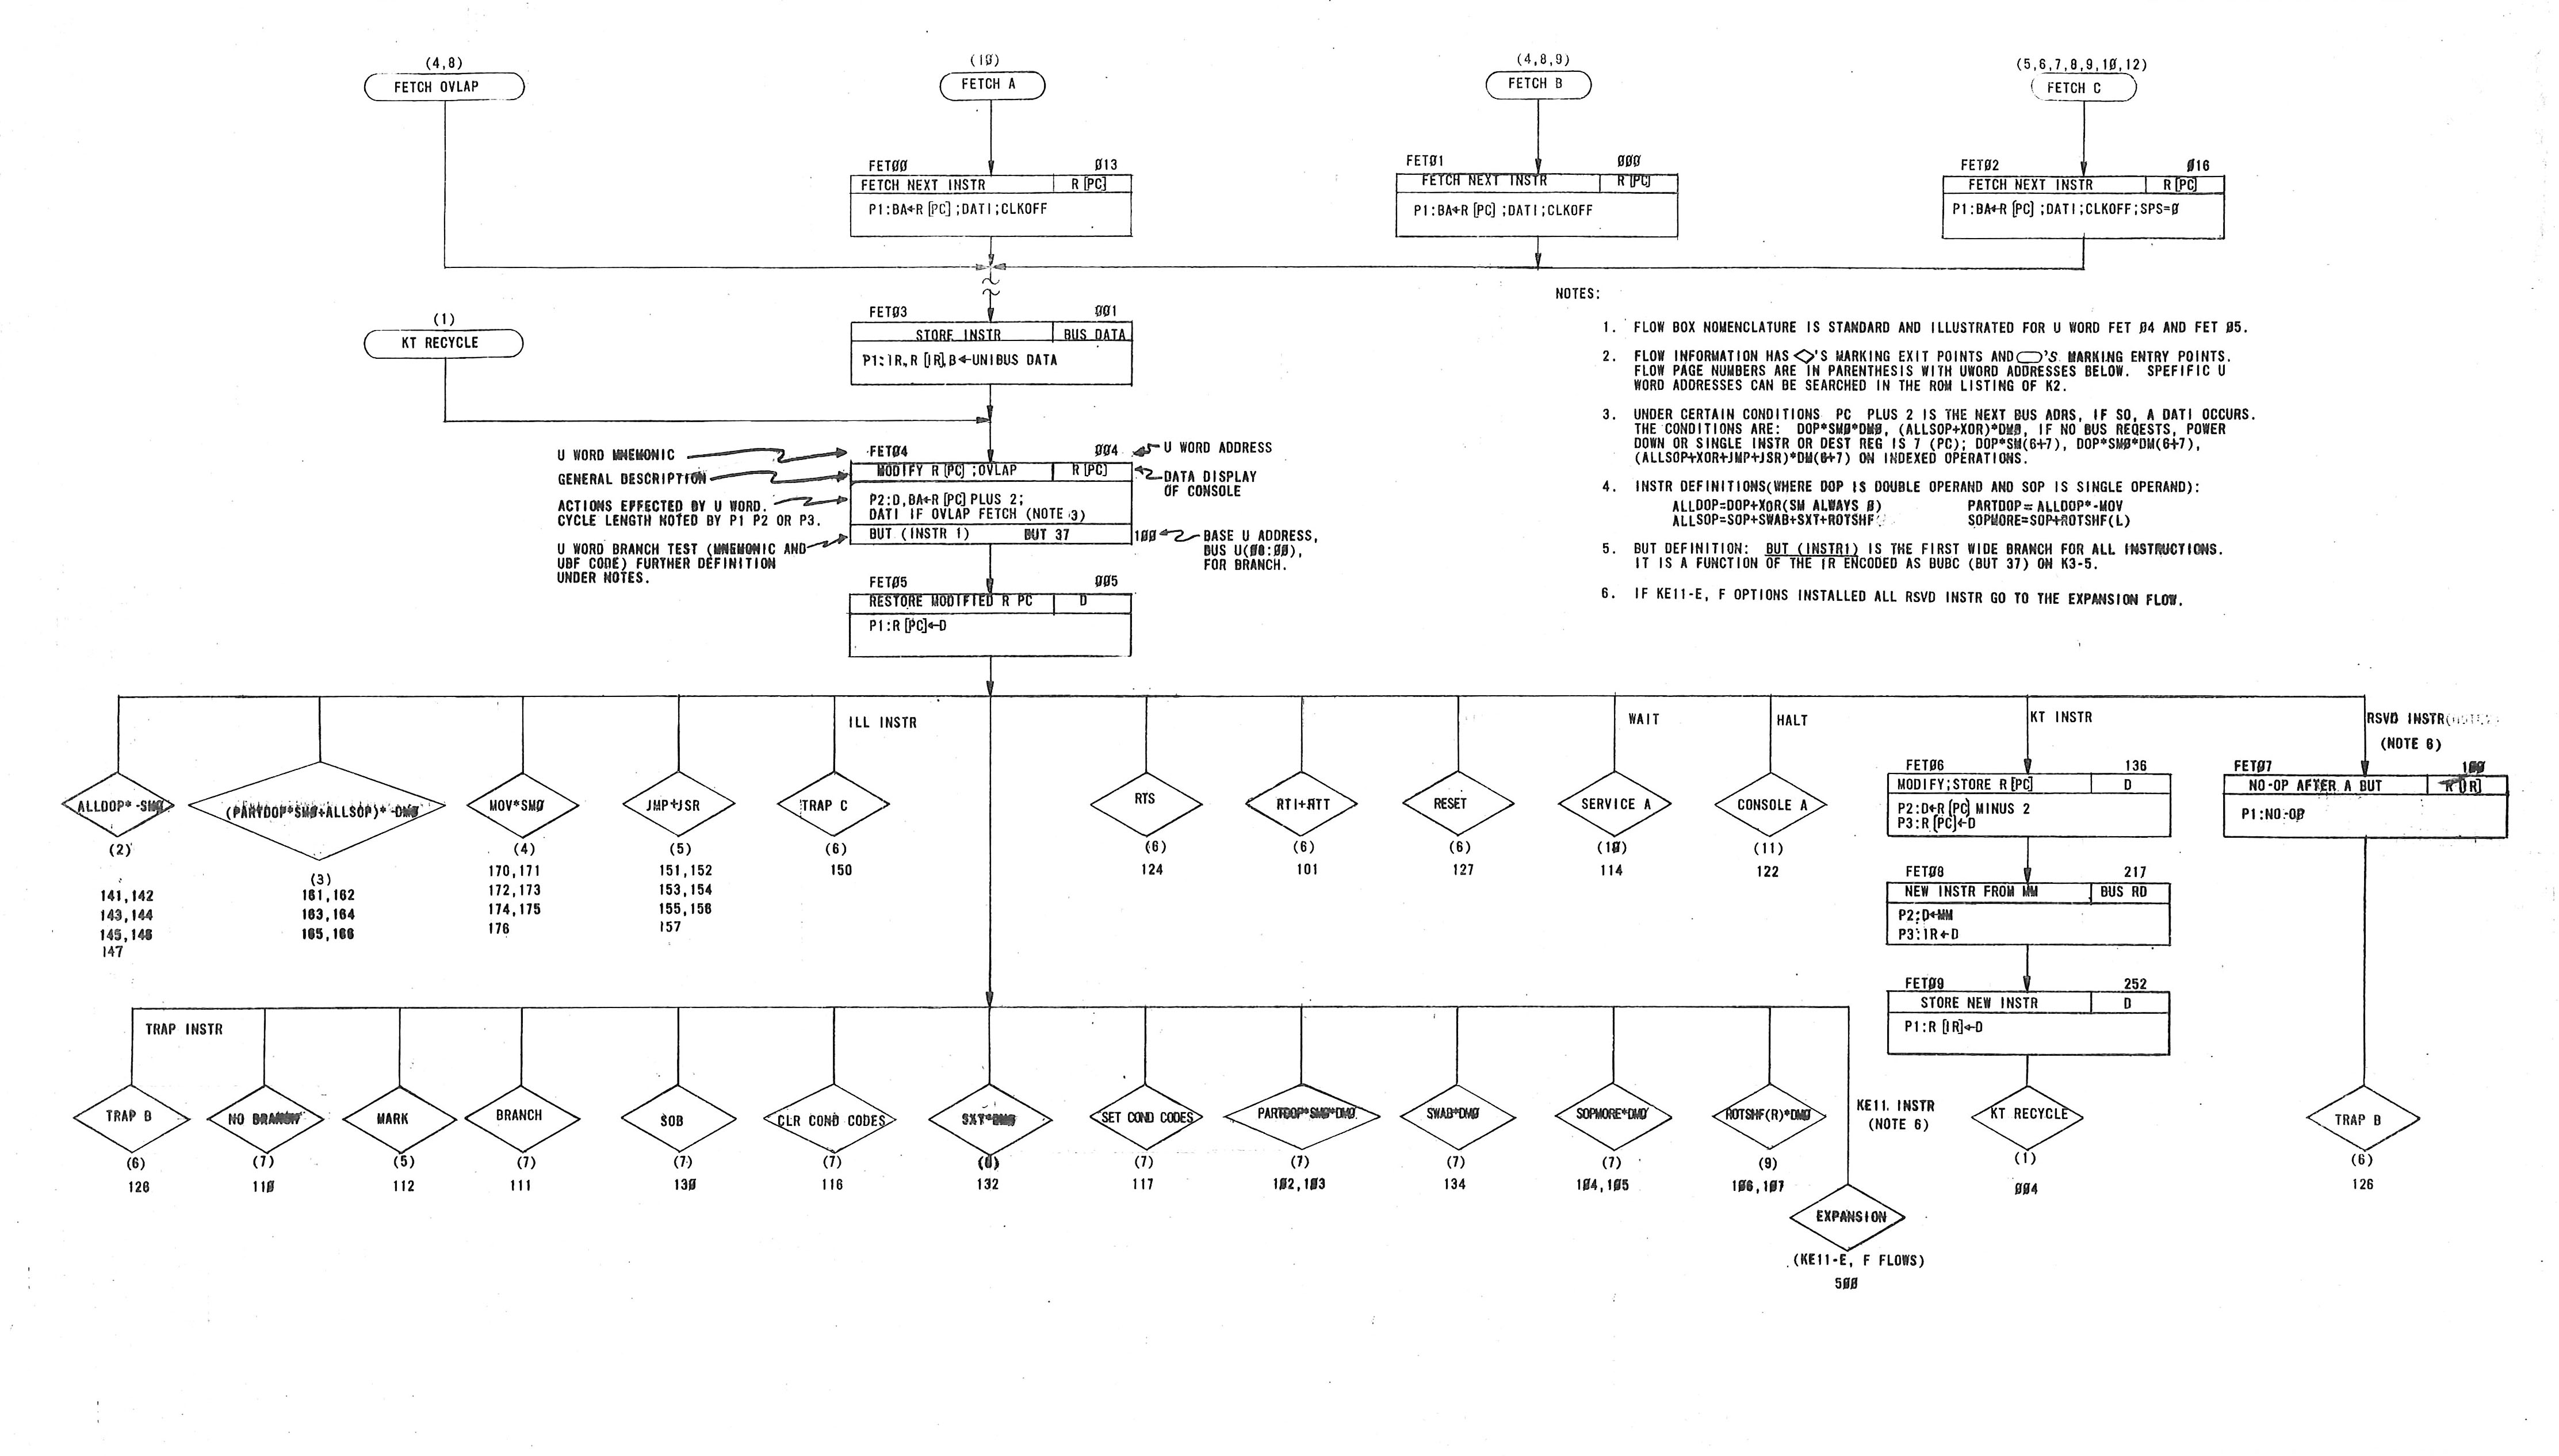 (4,8)
FETCH OVLAP
(10)
FETCH A
(4,8,9)
FETCH B
(5,6,7,8,9,10,12)
FETCH C
FETØØ Ø13
FETCH NEXT INSTR R [PC]
P1:BA←R [PC] ;DATI;CLKOFF
FETØ1 ØØØ
FETCH NEXT INSTR R [PC]
P1:BA←R [PC] ;DATI;CLKOFF
FETØ2 Ø16
FETCH NEXT INSTR R [PC]
P1:BA←R [PC] ;DATI;CLKOFF;SPS=Ø
FETØ3 ØØ1
STORE INSTR BUS DATA
P1:IR,R [IR],B←UNIBUS DATA
(1)
KT RECYCLE
U WORD MNEMONIC
GENERAL DESCRIPTION
ACTIONS EFFECTED BY U WORD.
CYCLE LENGTH NOTED BY P1 P2 OR P3.
U WORD BRANCH TEST (MNEMONIC AND
UBF CODE) FURTHER DEFINITION
UNDER NOTES.
FETØ4 ØØ4
MODIFY R [PC] ;OVLAP R [PC]
P2:D,BA←R [PC] PLUS 2;
DATI IF OVLAP FETCH (NOTE 3)
BUT (INSTR 1) BUT 37
1ØØ
U WORD ADDRESS
DATA DISPLAY
OF CONSOLE
BASE U ADDRESS,
BUS U(Ø8:ØØ),
FOR BRANCH.
FETØ5 ØØ5
RESTORE MODIFIED R PC D
P1:R [PC]←D
NOTES:
1. FLOW BOX NOMENCLATURE IS STANDARD AND ILLUSTRATED FOR U WORD FET Ø4 AND FET Ø5.
2. FLOW INFORMATION HAS 'S MARKING EXIT POINTS AND 'S MARKING ENTRY POINTS.
FLOW PAGE NUMBERS ARE IN PARENTHESIS WITH UWORD ADDRESSES BELOW. SPEFIFIC U
WORD ADDRESSES CAN BE SEARCHED IN THE ROM LISTING OF K2.
3. UNDER CERTAIN CONDITIONS PC PLUS 2 IS THE NEXT BUS ADRS, IF SO, A DATI OCCURS.
THE CONDITIONS ARE: DOP*SMØ*DMØ, (ALLSOP+XOR)*DMØ, IF NO BUS REQESTS, POWER
DOWN OR SINGLE INSTR OR DEST REG IS 7 (PC); DOP*SM(6+7), DOP*SMØ*DM(6+7),
(ALLSOP+XOR+JMP+JSR)*DM(6+7) ON INDEXED OPERATIONS.
4. INSTR DEFINITIONS(WHERE DOP IS DOUBLE OPERAND AND SOP IS SINGLE OPERAND):
ALLDOP=DOP+XOR(SM ALWAYS Ø) PARTDOP=ALLDOP*-MOV
ALLSOP=SOP+SWAB+SXT+ROTSHF SOPMORE=SOP+ROTSHF(L)
5. BUT DEFINITION: BUT (INSTR1) IS THE FIRST WIDE BRANCH FOR ALL INSTRUCTIONS.
IT IS A FUNCTION OF THE IR ENCODED AS BUBC (BUT 37) ON K3-5.
6. IF KE11-E, F OPTIONS INSTALLED ALL RSVD INSTR GO TO THE EXPANSION FLOW.
ILL INSTR
WAIT
HALT
KT INSTR
RSVD INSTR
(NOTE 6)
ALLDOP*-SMØ
(2)
141,142
143,144
145,146
147
(PARTDOP*SMØ+ALLSOP)*-DMØ
(3)
161,162
163,164
165,166
MOV*SMØ
(4)
170,171
172,173
174,175
176
JMP+JSR
(5)
151,152
153,154
155,156
157
TRAP C
(6)
150
RTS
(6)
124
RTI+RTT
(6)
101
RESET
(6)
127
SERVICE A
(10)
114
CONSOLE A
(11)
122
FETØ6 136
MODIFY;STORE R [PC] D
P2:D←R [PC] MINUS 2
P3:R [PC]←D
FETØ8 217
NEW INSTR FROM MM BUS RD
P2:D←MM
P3:IR←D
FETØ9 252
STORE NEW INSTR D
P1:R [IR]←D
FETØ7 1ØØ
NO-OP AFTER A BUT R [IR]
P1:NO-OP
TRAP INSTR
TRAP B
(6)
126
NO BRANCH
(7)
11Ø
MARK
(5)
112
BRANCH
(7)
111
SOB
(7)
13Ø
CLR COND CODES
(7)
116
SXT*DMØ
(8)
132
SET COND CODES
(7)
117
PARTDOP*SMØ*DMØ
(7)
1Ø2,1Ø3
SWAB*DMØ
(7)
134
SOPMORE*DMØ
(7)
1Ø4,1Ø5
ROTSHF(R)*DMØ
(9)
1Ø6,1Ø7
KE11. INSTR
(NOTE 6)
EXPANSION
(KE11-E, F FLOWS)
5ØØ
KT RECYCLE
(1)
ØØ4
TRAP B
(6)
126